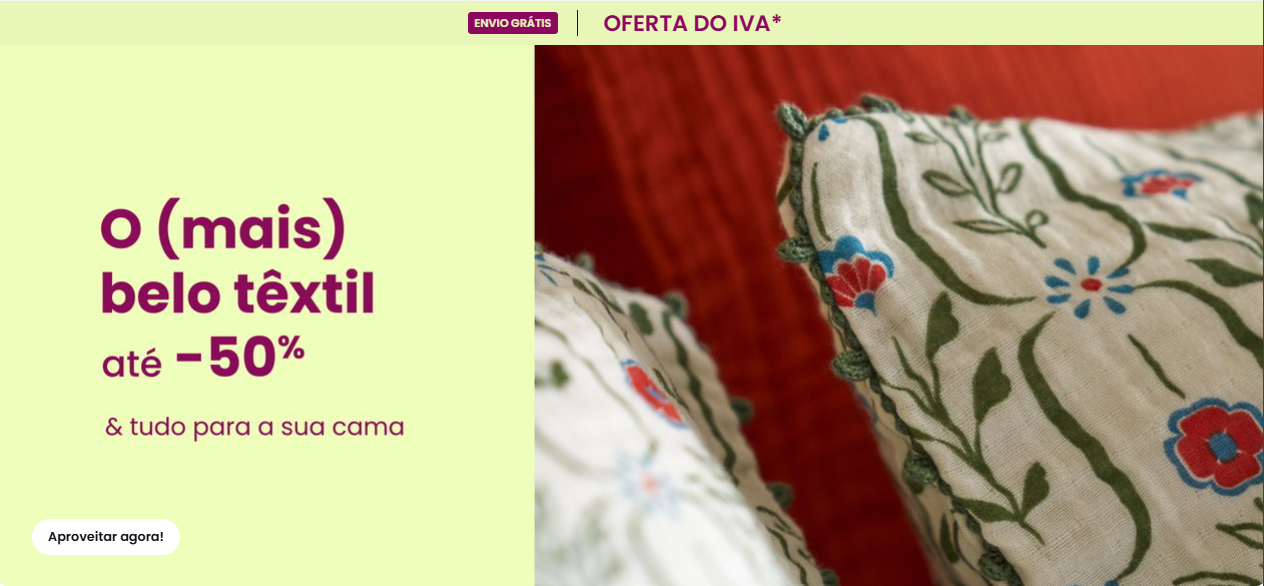 ENVIO GRÁTIS
OFERTA DO IVA*
O (mais)
belo têxtil
até -50%
& tudo para a sua cama
Aproveitar agora!